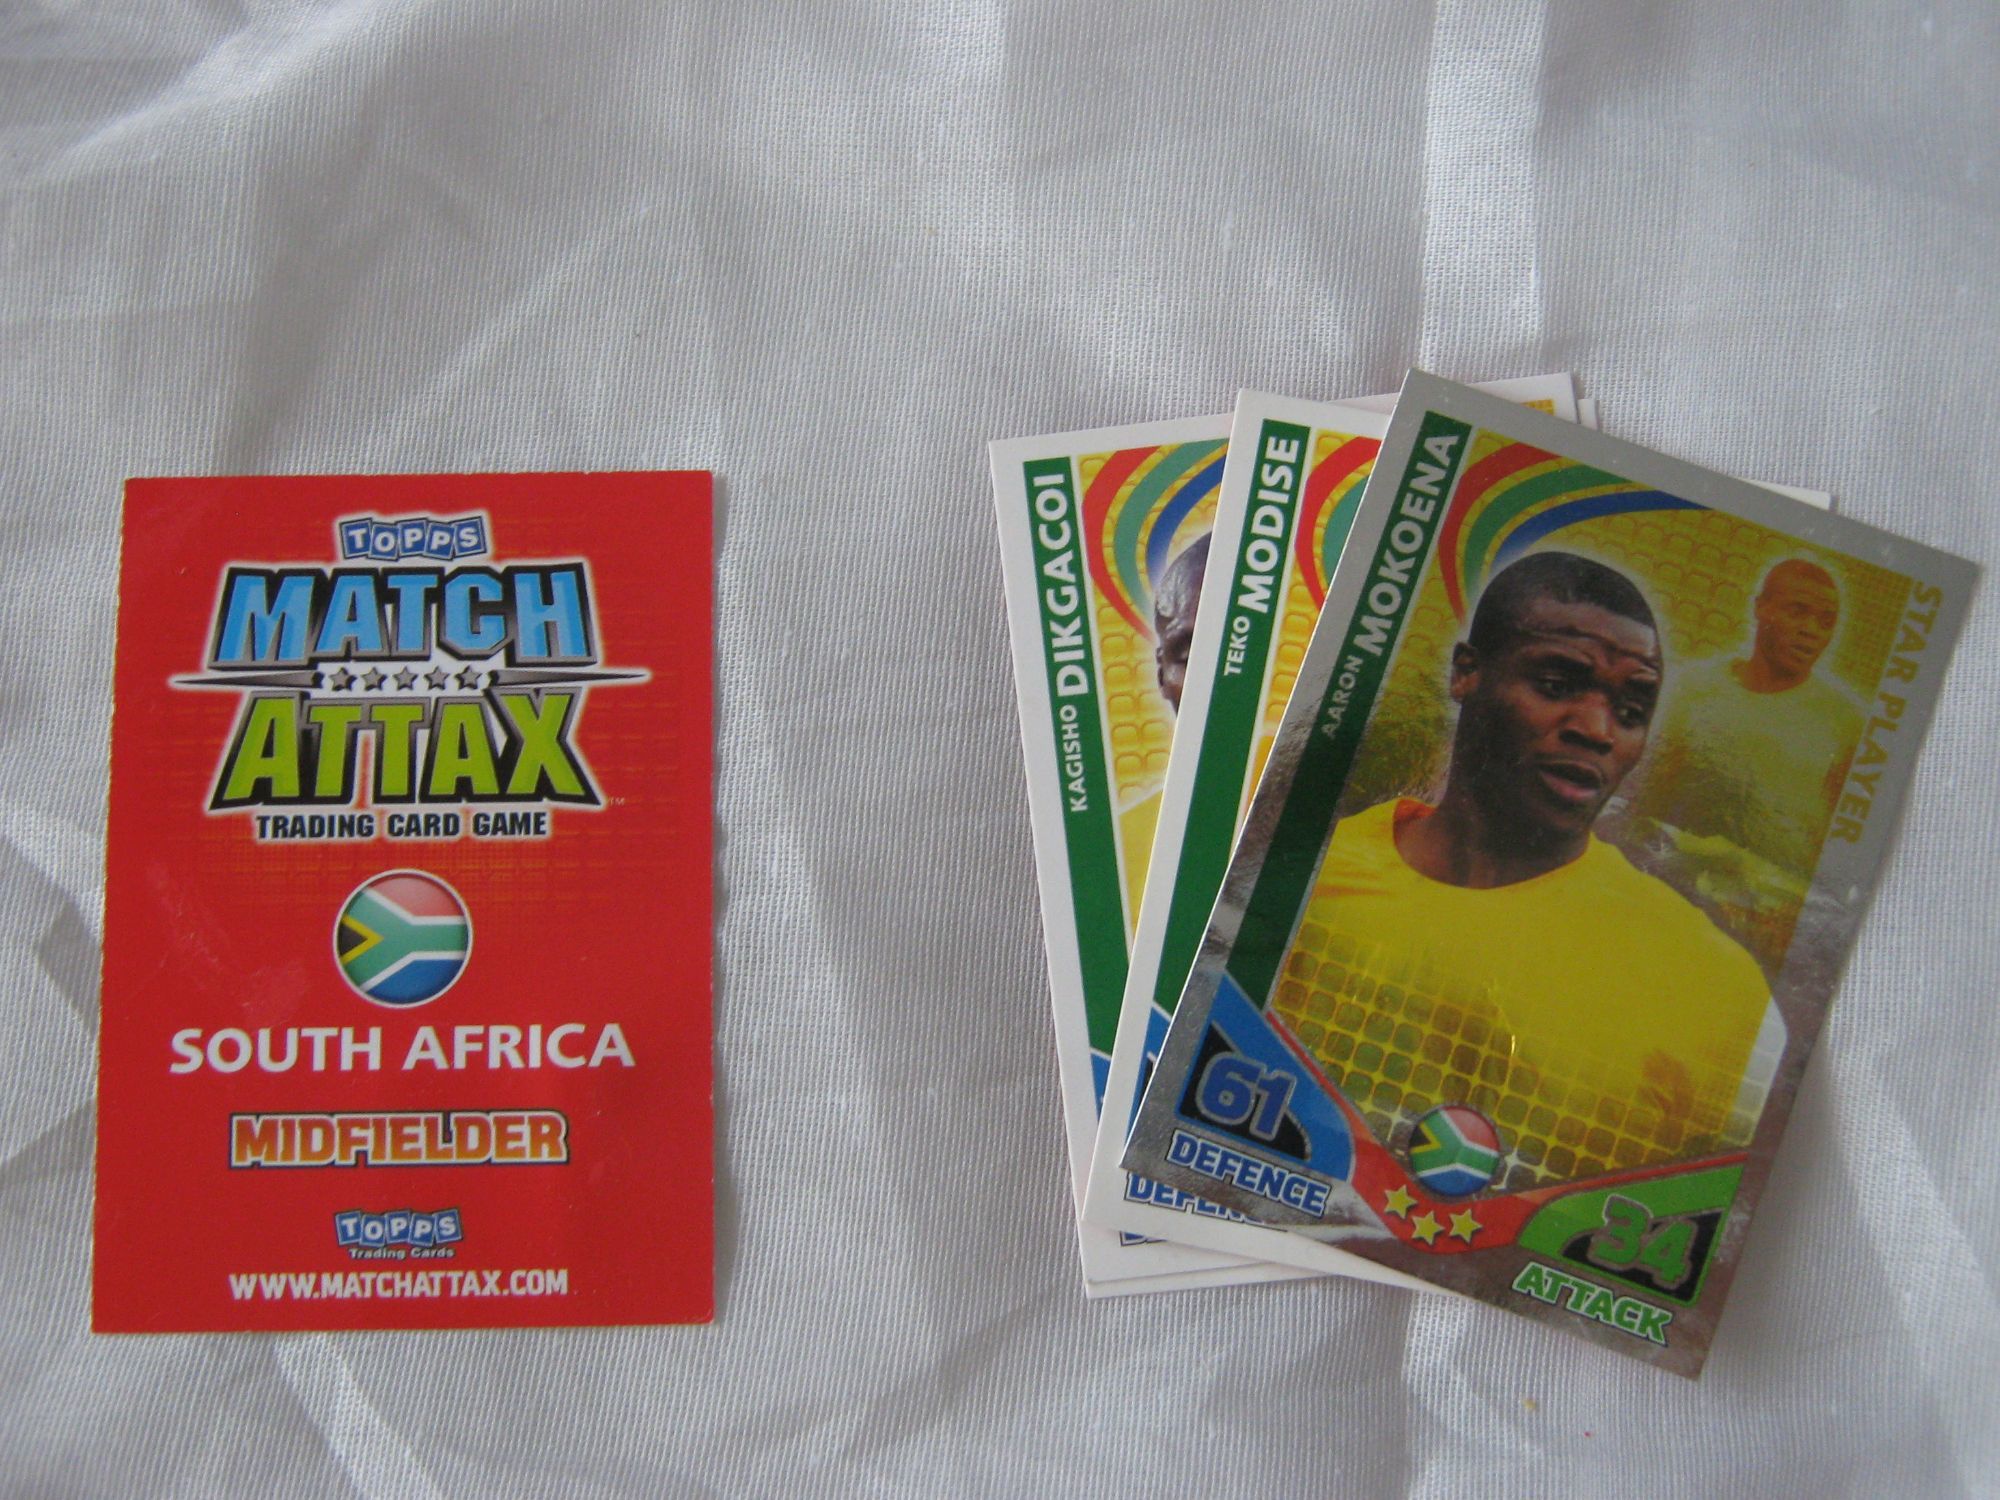 TOPPS
MATCH
ATTAX
TRADING CARD GAME
SOUTH AFRICA
MIDFIELDER
TOPPS
Trading Cards
WWW.MATCHATTAX.COM
KAGISHO DIKGACOI
TEKO MODISE
DEFEN
AARON MOKOENA
STAR PLAYER
61
DEFENCE
34
ATTACK